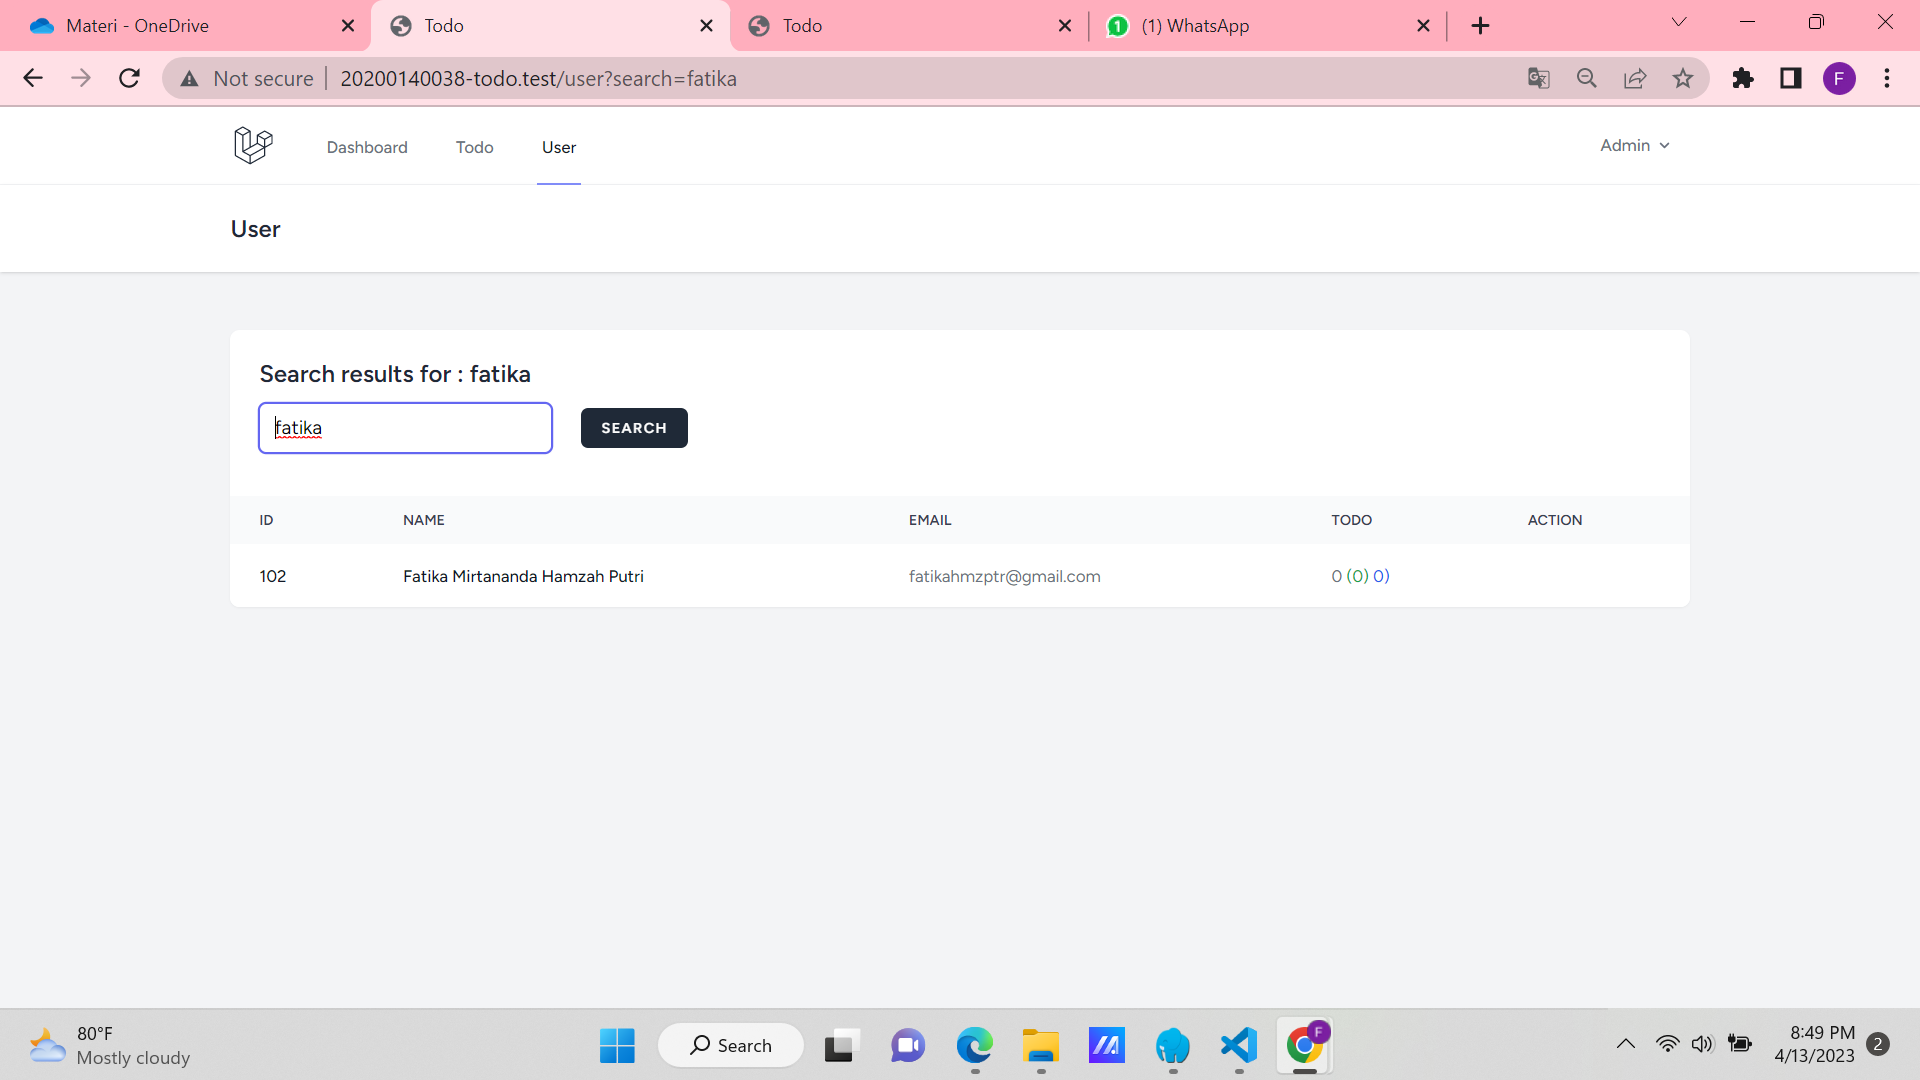 Materi - OneDrive
Todo
Todo
(1) WhatsApp
Not secure
20200140038-todo.test/user?search=fatika
F
Dashboard
Todo
User
Admin
User
Search results for : fatika
fatika
SEARCH
ID NAME EMAIL TODO ACTION
102 Fatika Mirtananda Hamzah Putri fatikahmzptr@gmail.com 0 (0) 0)
80°F
Mostly cloudy
Search
F
8:49 PM
4/13/2023
2